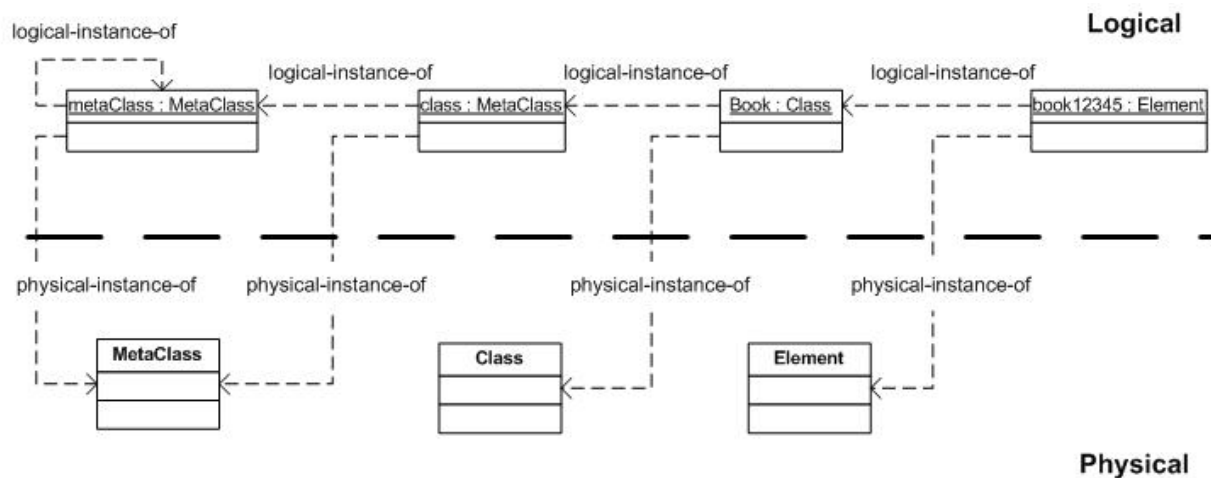 Logical
logical-instance-of
logical-instance-of
logical-instance-of
logical-instance-of
metaClass : MetaClass
class : MetaClass
Book : Class
book12345 : Element
physical-instance-of
physical-instance-of
physical-instance-of
physical-instance-of
MetaClass
Class
Element
Physical